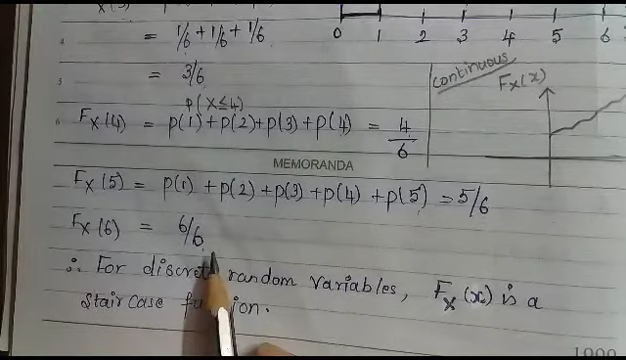 = 1/6 + 1/6 + 1/6
0 1 2 3 4 5 6
= 3/6
continuous
Fx(x)
P(X≤4)
Fx(4) = P(1)+P(2)+P(3)+P(4) = 4/6
MEMORANDA
Fx(5) = P(1) + P(2) + P(3) + P(4) + P(5) = 5/6
Fx(6) = 6/6
∴ For discrete random variables, Fx(x) is a
staircase